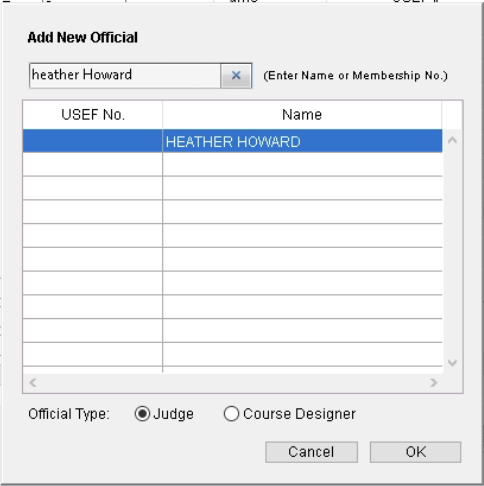 Add New Official
heather Howard
(Enter Name or Membership No.)
USEF No. Name
HEATHER HOWARD
Official Type: Judge Course Designer
Cancel OK